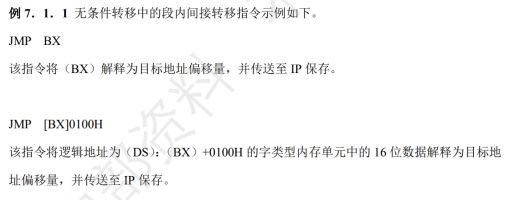 例 7．1．1 无条件转移中的段内间接转移指令示例如下。
JMP BX
该指令将（BX）解释为目标地址偏移量，并传送至 IP 保存。
JMP [BX]0100H
该指令将逻辑地址为（DS）：（BX）+0100H 的字类型内存单元中的 16 位数据解释为目标地
址偏移量，并传送至 IP 保存。
部资料